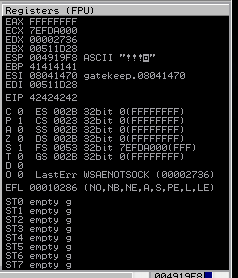 Registers (FPU)
EAX FFFFFFFF
ECX 7EFDA000
EDX 00002736
EBX 00511D28
ESP 004919F8 ASCII "
EBP 41414141
ESI 08041470 gatekeep.08041470
EDI 00511D28
EIP 42424242
C 0 ES 002B 32bit 0(FFFFFFFF)
P 1 CS 0023 32bit 0(FFFFFFFF)
A 0 SS 002B 32bit 0(FFFFFFFF)
Z 0 DS 002B 32bit 0(FFFFFFFF)
S 1 FS 0053 32bit 7EFDA000(FFF)
T 0 GS 002B 32bit 0(FFFFFFFF)
D 0
O 0 LastErr WSAENOTSOCK (00002736)
EFL 00010286 (NO,NB,NE,A,S,PE,L,LE)
ST0 empty g
ST1 empty g
ST2 empty g
ST3 empty g
ST4 empty g
ST5 empty g
ST6 empty g
ST7 empty g
004919F8